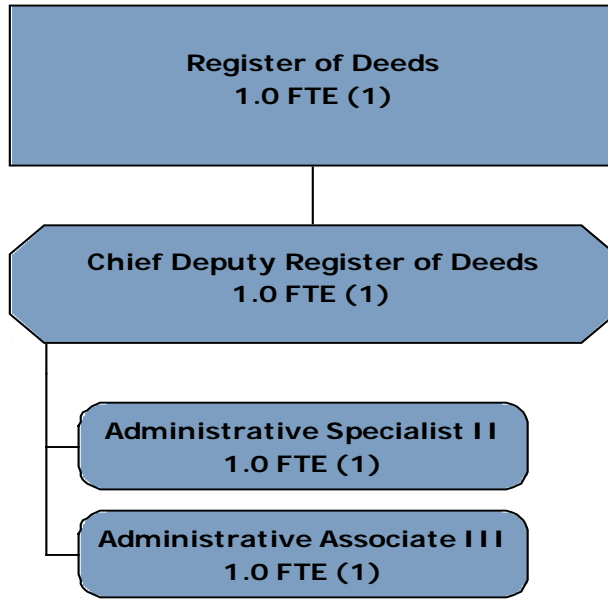 Register of Deeds
1.0 FTE (1)
Chief Deputy Register of Deeds
1.0 FTE (1)
Administrative Specialist II
1.0 FTE (1)
Administrative Associate III
1.0 FTE (1)